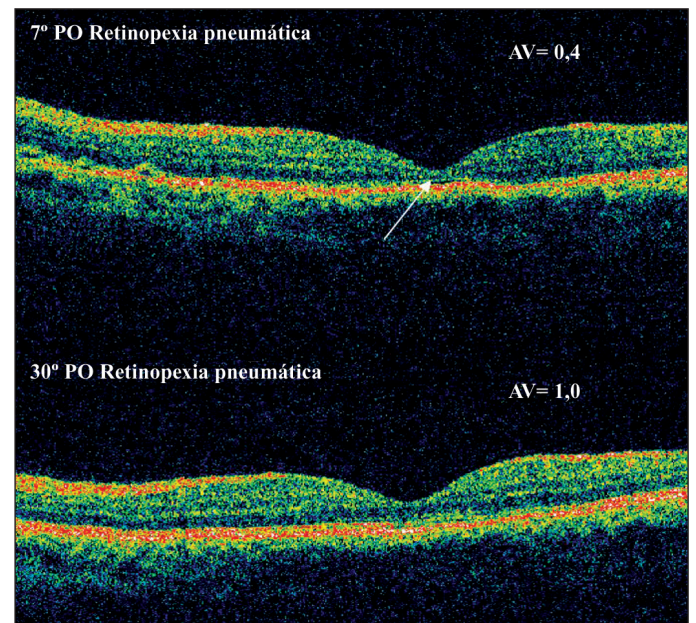 7º PO Retinopexia pneumática
AV= 0,4
30º PO Retinopexia pneumática
AV= 1,0